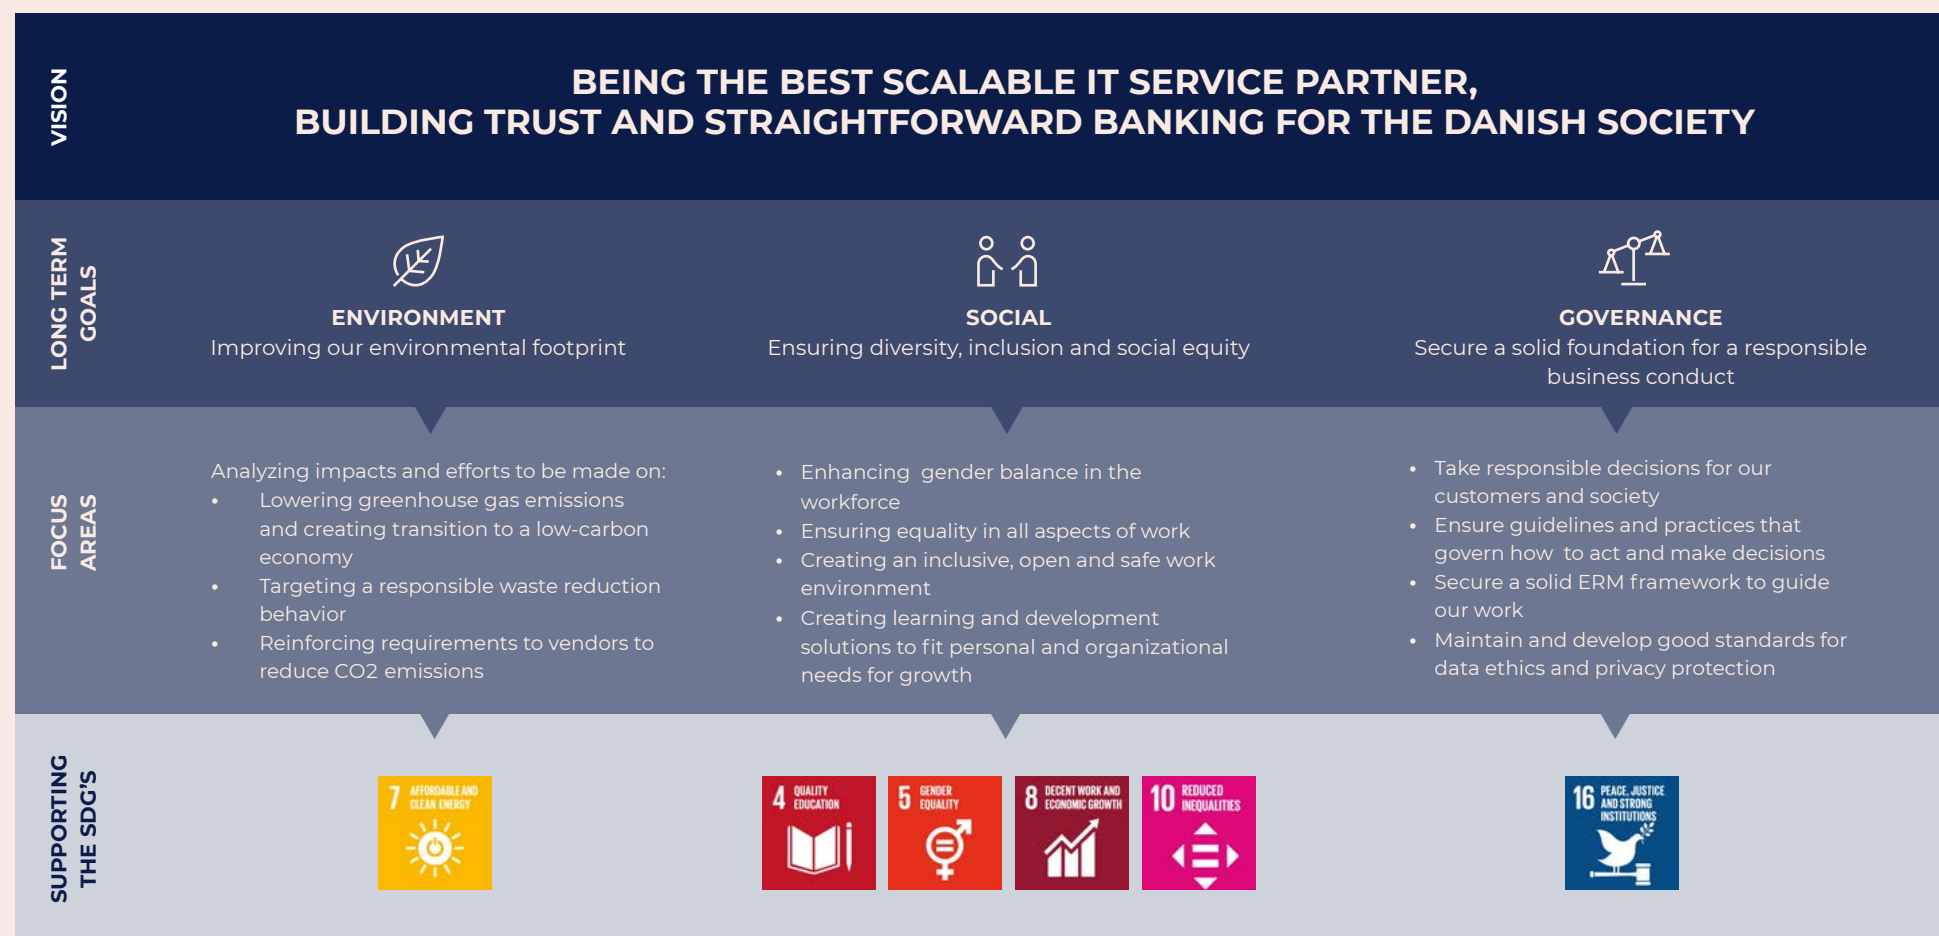 VISION
BEING THE BEST SCALABLE IT SERVICE PARTNER,
BUILDING TRUST AND STRAIGHTFORWARD BANKING FOR THE DANISH SOCIETY
LONG TERM
GOALS
ENVIRONMENT
Improving our environmental footprint
SOCIAL
Ensuring diversity, inclusion and social equity
GOVERNANCE
Secure a solid foundation for a responsible
business conduct
FOCUS
AREAS
Analyzing impacts and efforts to be made on:
• Lowering greenhouse gas emissions
and creating transition to a low-carbon
economy
• Targeting a responsible waste reduction
behavior
• Reinforcing requirements to vendors to
reduce CO2 emissions
• Enhancing gender balance in the
workforce
• Ensuring equality in all aspects of work
• Creating an inclusive, open and safe work
environment
• Creating learning and development
solutions to fit personal and organizational
needs for growth
• Take responsible decisions for our
customers and society
• Ensure guidelines and practices that
govern how to act and make decisions
• Secure a solid ERM framework to guide
our work
• Maintain and develop good standards for
data ethics and privacy protection
SUPPORTING
THE SDG'S
7 AFFORDABLE AND
CLEAN ENERGY
4 QUALITY
EDUCATION
5 GENDER
EQUALITY
8 DECENT WORK AND
ECONOMIC GROWTH
10 REDUCED
INEQUALITIES
16 PEACE, JUSTICE
AND STRONG
INSTITUTIONS